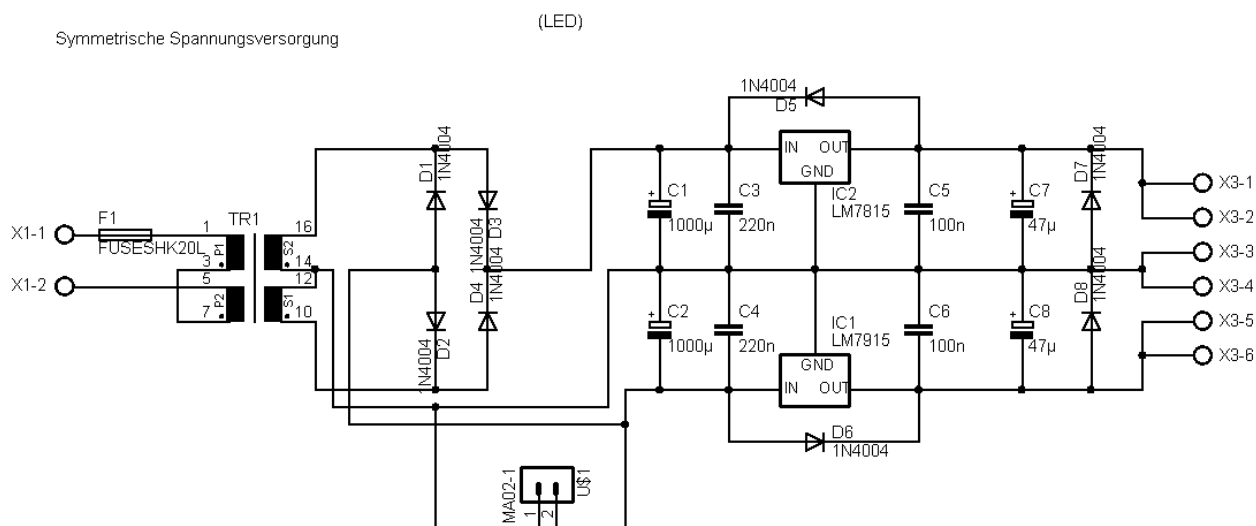 (LED)
Symmetrische Spannungsversorgung
1N4004
D5
D1
1N4004
D7
1N4004
IN OUT
GND
IC2
LM7815
+
C1
1000µ
C3
220n
C5
100n
+
C7
47µ
X3-1
X3-2
X3-3
X3-4
X3-5
X3-6
X1-1
F1
FUSESHK20L
1
TR1
16
P1
S2
3
14
1N4004
D3
X1-2
5
12
P2
S1
7
10
D4
1N4004
D2
1N4004
+
C2
1000µ
C4
220n
IC1
LM7915
GND
IN OUT
C6
100n
+
C8
47µ
D8
1N4004
D6
1N4004
MA02-1
1
2
U$1